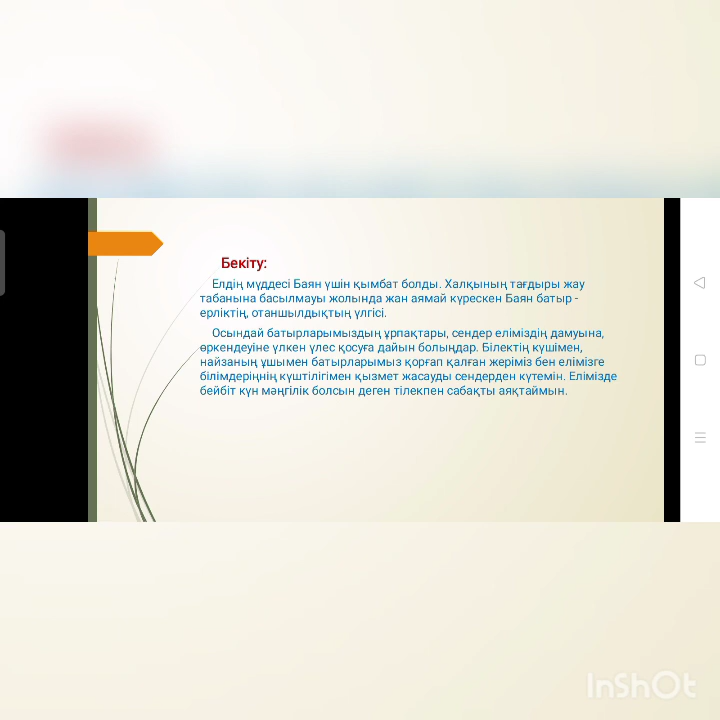 Бекіту:
Елдің мүддесі Баян үшін қымбат болды. Халқының тағдыры жау
табанына басылмауы жолында жан аямай күрескен Баян батыр -
ерліктің, отаншылдықтың үлгісі.
Осындай батырларымыздың ұрпақтары, сендер еліміздің дамуына,
өркендеуіне үлкен үлес қосуға дайын болыңдар. Білектің күшімен,
найзаның ұшымен батырларымыз қорғап қалған жеріміз бен елімізге
білімдеріңнің күштілігімен қызмет жасауды сендерден күтемін. Елімізде
бейбіт күн мәңгілік болсын деген тілекпен сабақты аяқтаймын.
InShOt